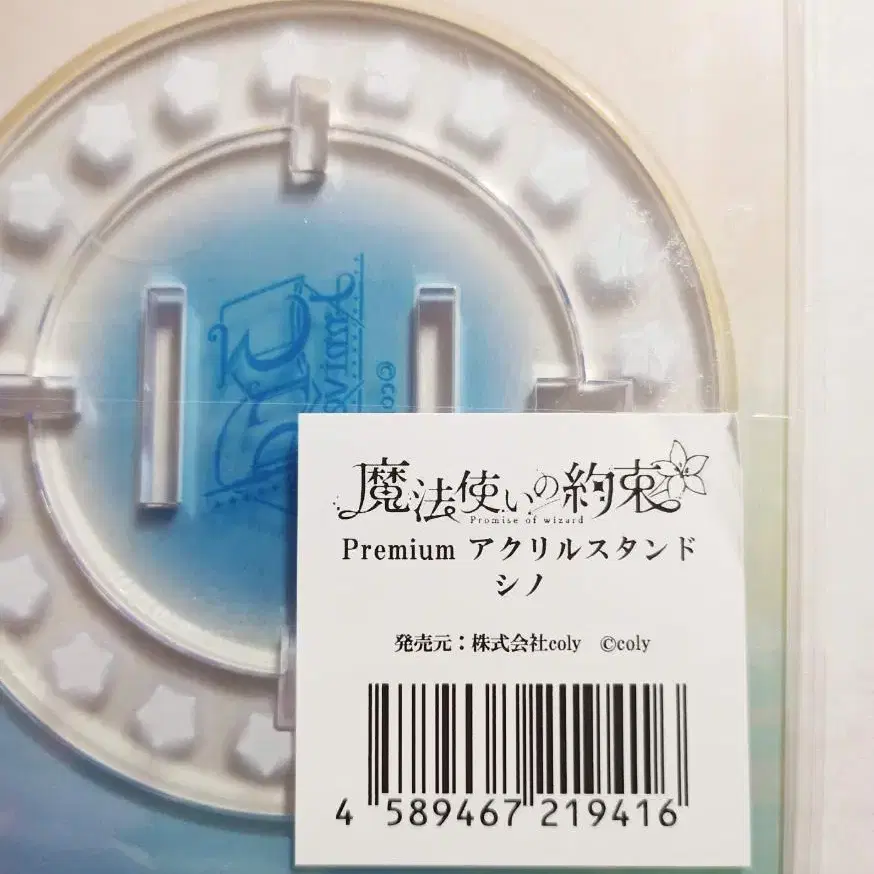 魔法使いの約束
Promise of wizard
Premium アクリルスタンド
シノ
発売元：株式会社coly ©coly
4 589467 219416